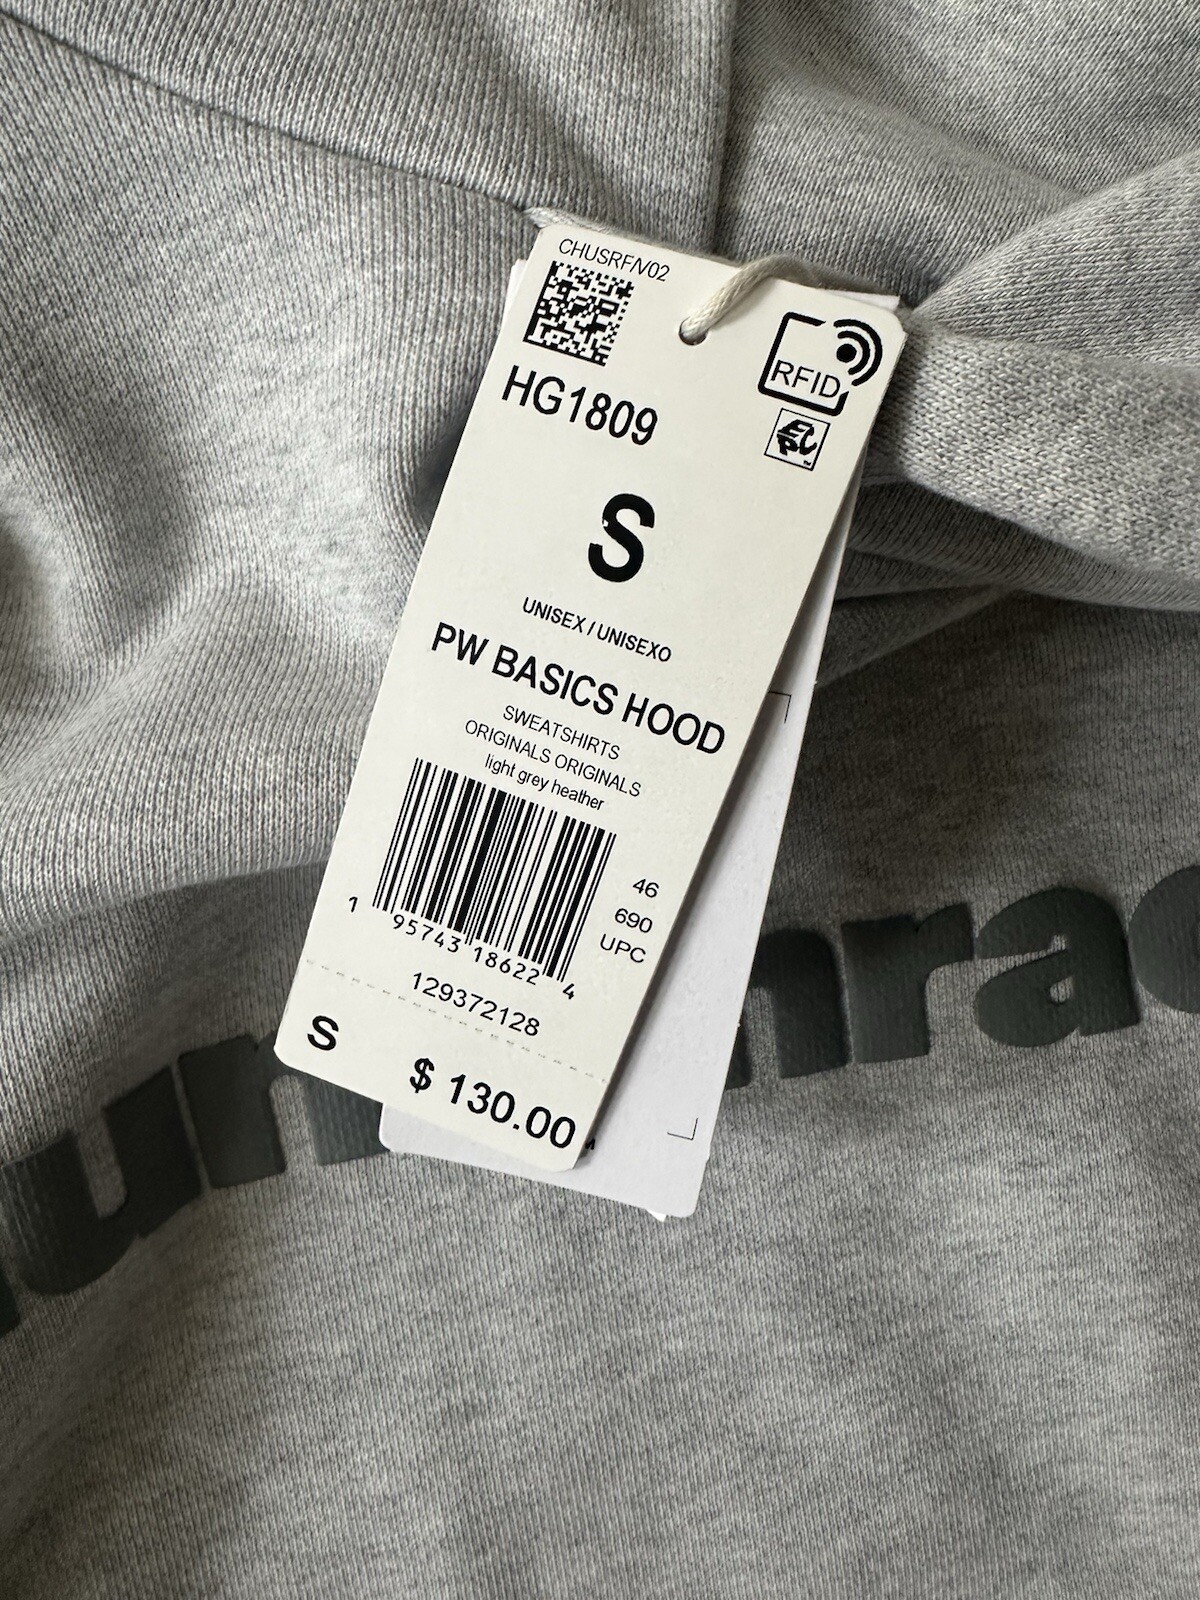 CHUSRF/V02
RFID
HG1809
EPC
S
UNISEX / UNISEXO
PW BASICS HOOD
SWEATSHIRTS
ORIGINALS ORIGINALS
light grey heather
46
690
UPC
1 95743 18622 4
129372128
S
$ 130.00